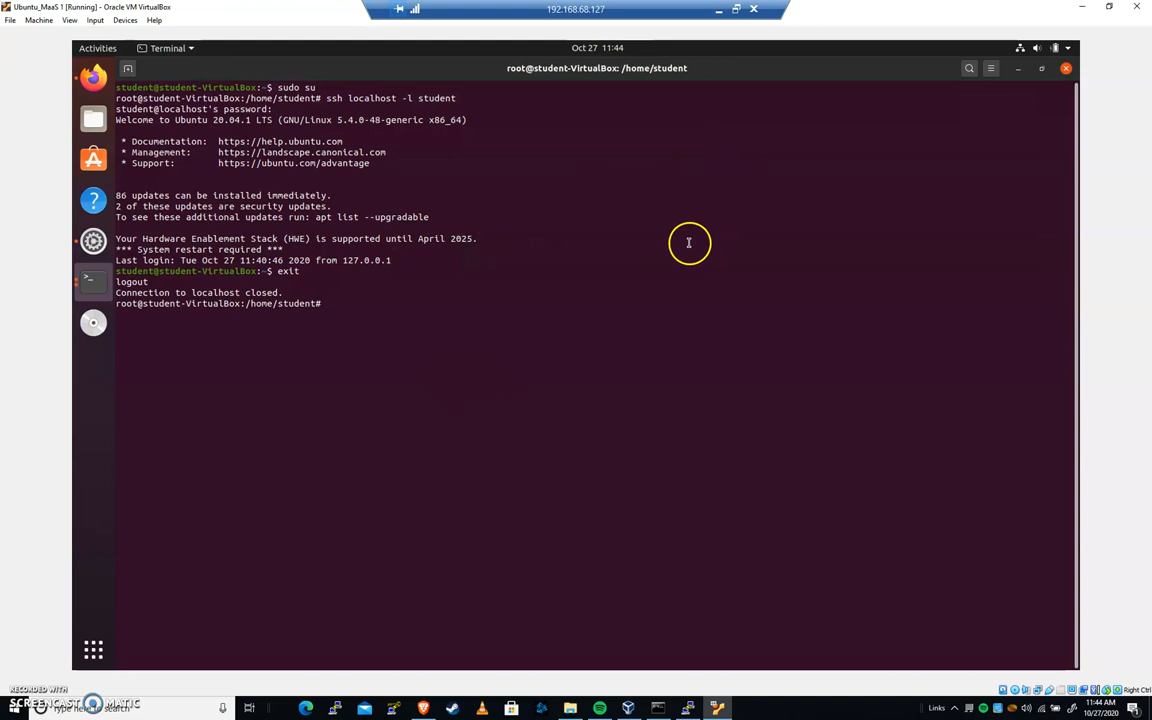 Ubuntu_MaaS 1 [Running] - Oracle VM VirtualBox
192.168.68.127
File Machine View Input Devices Help
Activities Terminal Oct 27 11:44
root@student-VirtualBox: /home/student
student@student-VirtualBox:~$ sudo su
root@student-VirtualBox:/home/student# ssh localhost -l student
student@localhost's password:
Welcome to Ubuntu 20.04.1 LTS (GNU/Linux 5.4.0-48-generic x86_64)
* Documentation: https://help.ubuntu.com
* Management: https://landscape.canonical.com
* Support: https://ubuntu.com/advantage
86 updates can be installed immediately.
2 of these updates are security updates.
To see these additional updates run: apt list --upgradable
Your Hardware Enablement Stack (HWE) is supported until April 2025.
*** System restart required ***
Last login: Tue Oct 27 11:40:46 2020 from 127.0.0.1
student@student-VirtualBox:~$ exit
logout
Connection to localhost closed.
root@student-VirtualBox:/home/student#
Right Ctrl
RECORDED WITH
SCREENCAST MATIC
Type here to search
Links
11:44 AM
10/27/2020